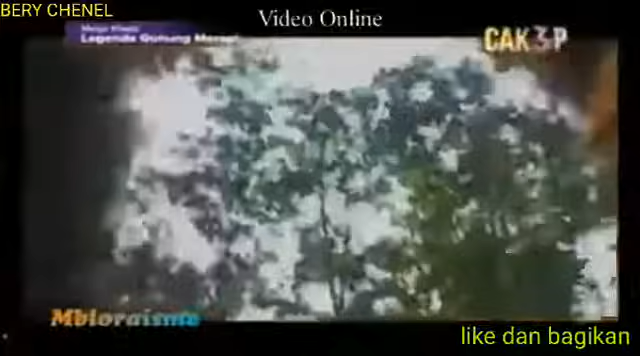 BERY CHENEL
Video Online
Legenda Gunung Merapi
CAK3P
Mbloraisme
like dan bagikan